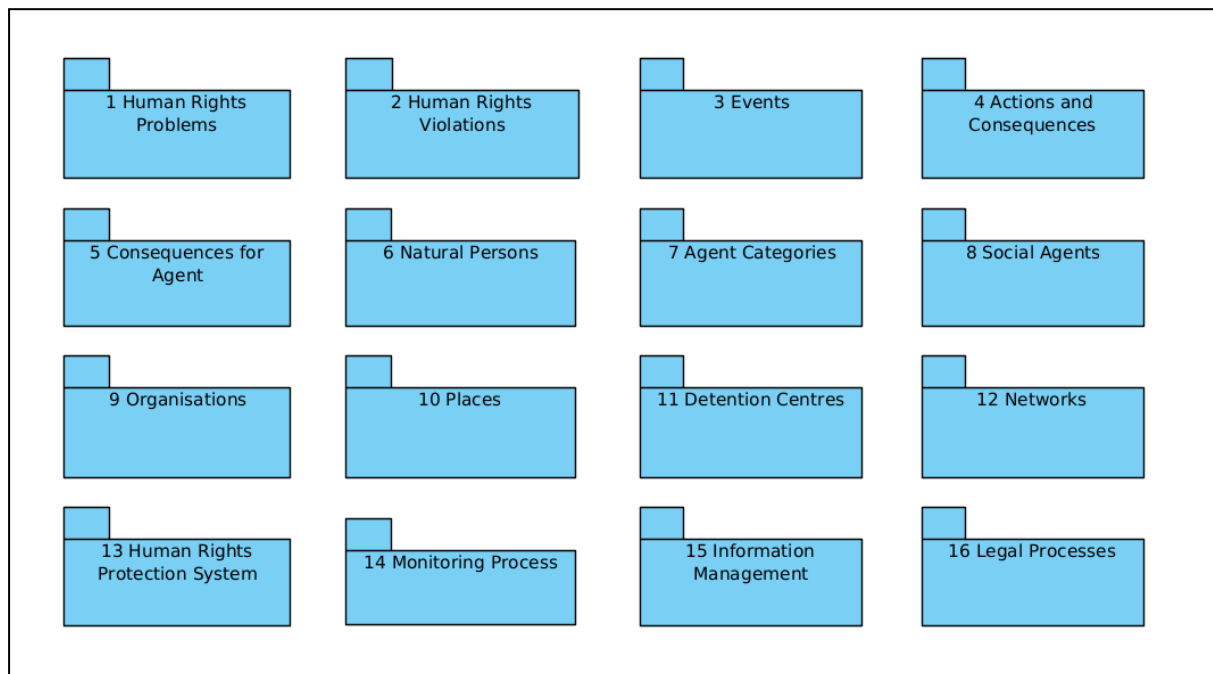 1 Human Rights
Problems
2 Human Rights
Violations
3 Events
4 Actions and
Consequences
5 Consequences for
Agent
6 Natural Persons
7 Agent Categories
8 Social Agents
9 Organisations
10 Places
11 Detention Centres
12 Networks
13 Human Rights
Protection System
14 Monitoring Process
15 Information
Management
16 Legal Processes